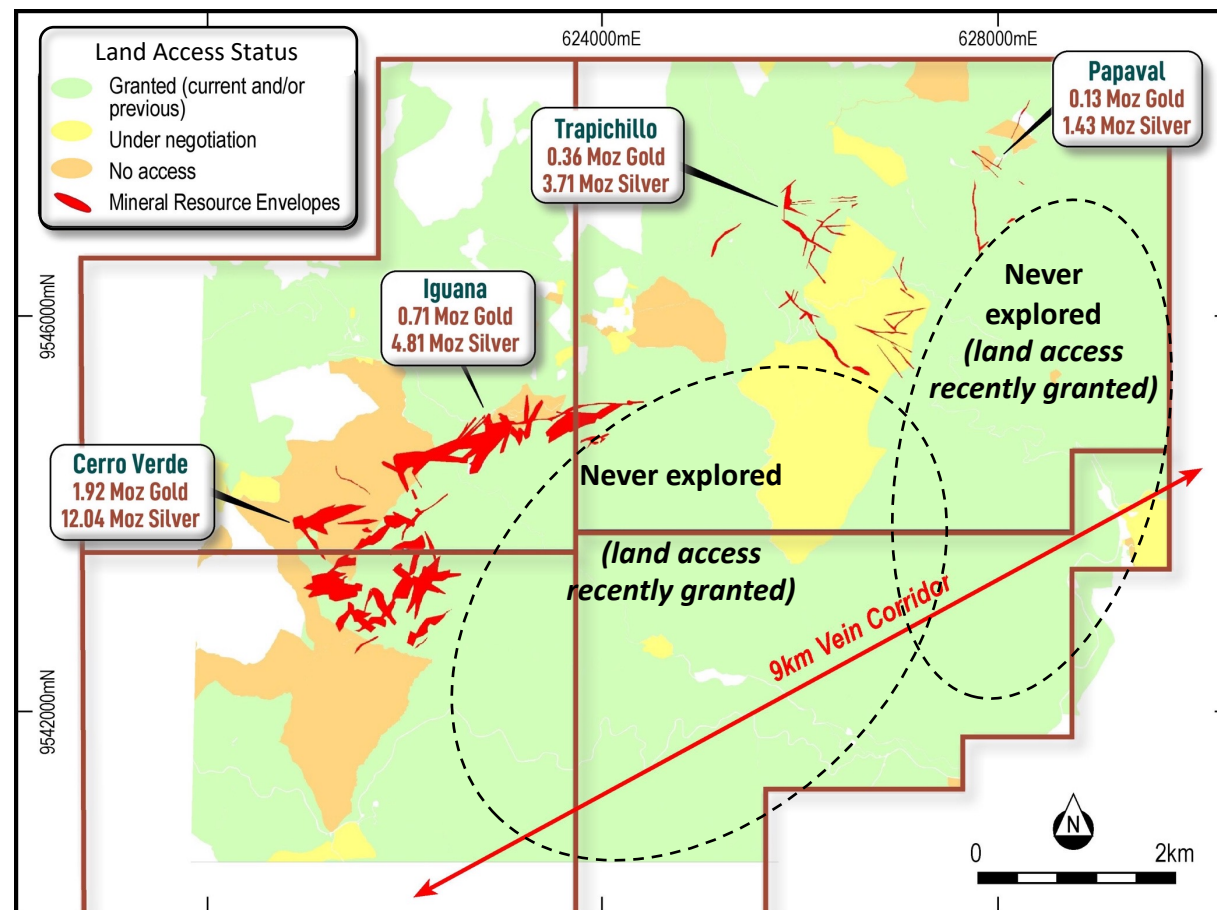 Land Access Status
Granted (current and/or
previous)
Under negotiation
No access
Mineral Resource Envelopes
624000mE
628000mE
Papaval
0.13 Moz Gold
1.43 Moz Silver
Trapichillo
0.36 Moz Gold
3.71 Moz Silver
9546000mN
Iguana
0.71 Moz Gold
4.81 Moz Silver
Never
explored
(land access
recently granted)
Cerro Verde
1.92 Moz Gold
12.04 Moz Silver
Never explored
(land access
recently granted)
9km Vein Corridor
9542000mN
N
0
2km